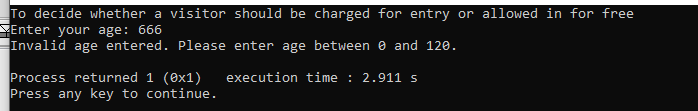 To decide whether a visitor should be charged for entry or allowed in for free
Enter your age: 666
Invalid age entered. Please enter age between 0 and 120.
Process returned 1 (0x1)   execution time : 2.911 s
Press any key to continue.